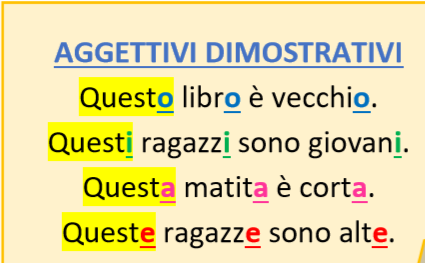 AGGETTIVI DIMOSTRATIVI
Questo libro è vecchio.
Questi ragazzi sono giovani.
Questa matita è corta.
Queste ragazze sono alte.